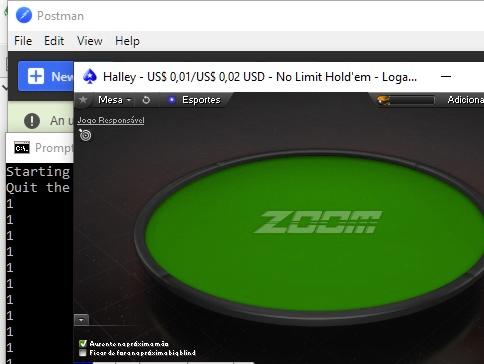 Postman
File Edit View Help
New
Halley - US$ 0,01/US$ 0,02 USD - No Limit Hold'em - Loga...
An u
Mesa
Esportes
Adiciona
Jogo Responsável
Prompt
Starting
Quit the
1
1
1
1
1
1
1
1
1
1
1
ZOOM
Ausente na próxima mão
Ficar de fora na próxima big blind